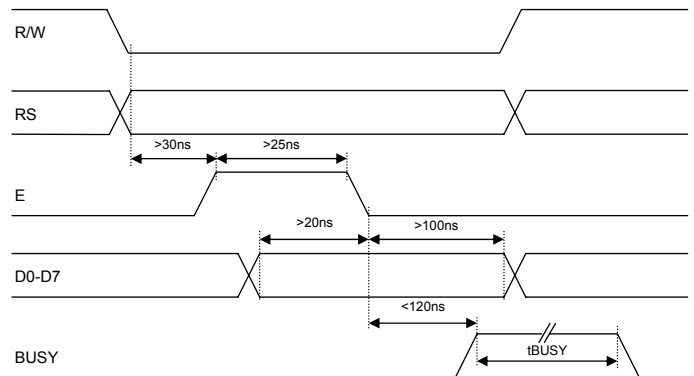 R/W
RS
>30ns >25ns
E
>20ns >100ns
D0-D7
<120ns
tBUSY
BUSY